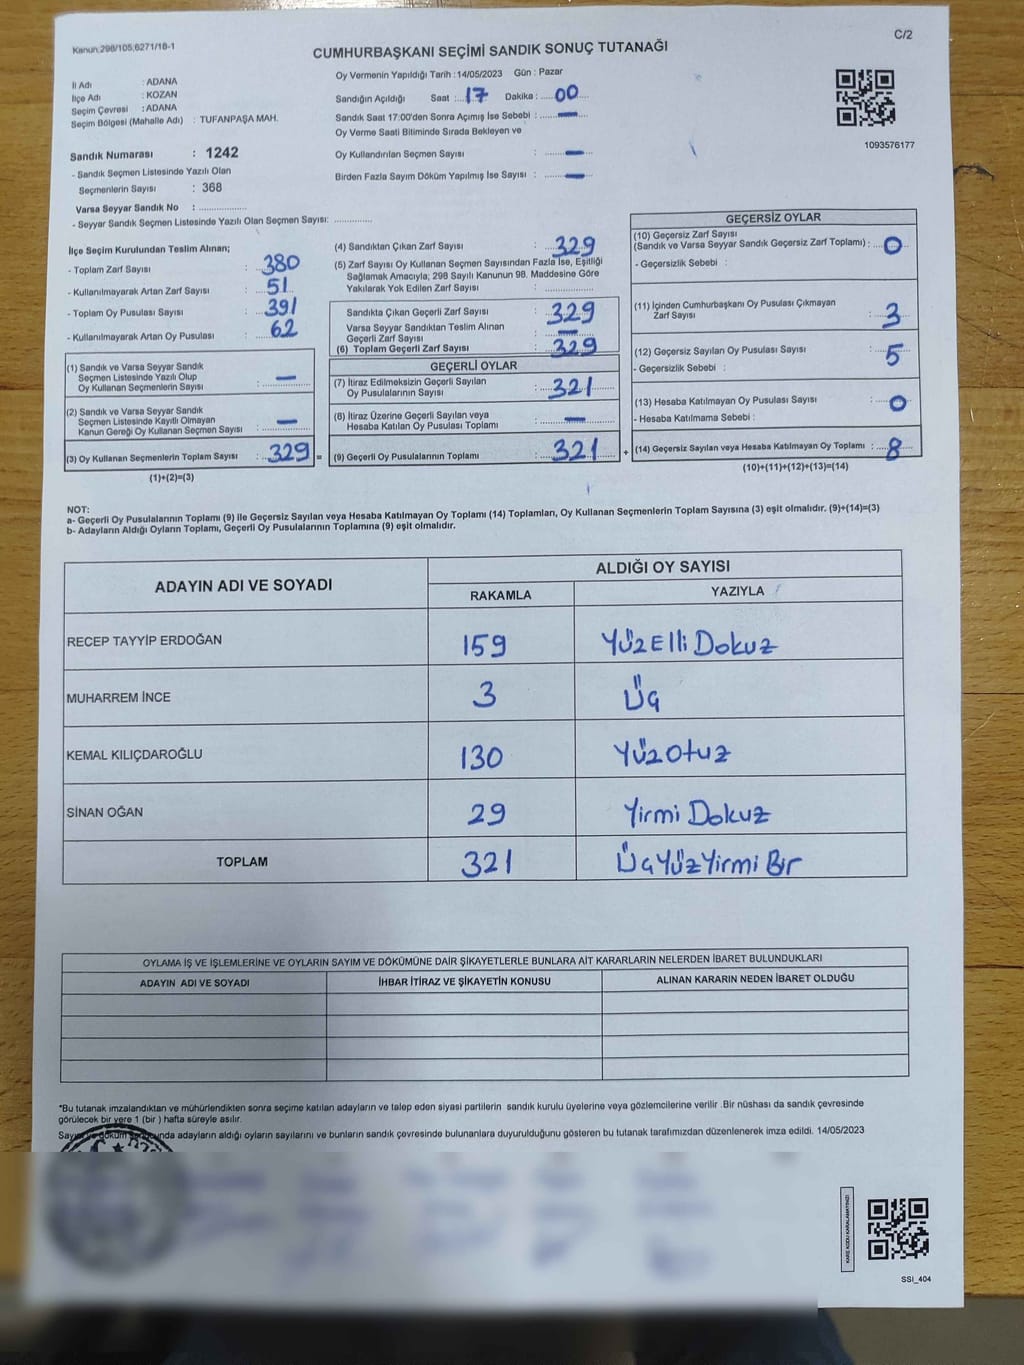 Kanun:298/105;6271/18-1
C/2
CUMHURBAŞKANI SEÇİMİ SANDIK SONUÇ TUTANAĞI
İl Adı : ADANA
İlçe Adı : KOZAN
Seçim Çevresi : ADANA
Seçim Bölgesi (Mahalle Adı) : TUFANPAŞA MAH.
Sandık Numarası : 1242
- Sandık Seçmen Listesinde Yazılı Olan
Seçmenlerin Sayısı : 368
Varsa Seyyar Sandık No : ....................
- Seyyar Sandık Seçmen Listesinde Yazılı Olan Seçmen Sayısı: ................
Oy Vermenin Yapıldığı Tarih :14/05/2023 Gün : Pazar
Sandığın Açıldığı Saat : 17 Dakika : 00
Sandık Saat 17:00'den Sonra Açımış İse Sebebi : —
Oy Verme Saati Bitiminde Sırada Bekleyen ve
Oy Kullandırılan Seçmen Sayısı : —
Birden Fazla Sayım Döküm Yapılmış İse Sayısı : —
1093576177
İlçe Seçim Kurulundan Teslim Alınan;
- Toplam Zarf Sayısı : 380
- Kullanılmayarak Artan Zarf Sayısı : 51
- Toplam Oy Pusulası Sayısı : 391
- Kullanılmayarak Artan Oy Pusulası : 62
(1) Sandık ve Varsa Seyyar Sandık
Seçmen Listesinde Yazılı Olup
Oy Kullanan Seçmenlerin Sayısı : —
(2) Sandık ve Varsa Seyyar Sandık
Seçmen Listesinde Kayıtlı Olmayan
Kanun Gereği Oy Kullanan Seçmen Sayısı : —
(3) Oy Kullanan Seçmenlerin Toplam Sayısı : 329 =
(1)+(2)=(3)
(4) Sandıktan Çıkan Zarf Sayısı : 329
(5) Zarf Sayısı Oy Kullanan Seçmen Sayısından Fazla İse, Eşitliği
Sağlamak Amacıyla; 298 Sayılı Kanunun 98. Maddesine Göre
Yakılarak Yok Edilen Zarf Sayısı : ....................
Sandıkta Çıkan Geçerli Zarf Sayısı : 329
Varsa Seyyar Sandıktan Teslim Alınan
Geçerli Zarf Sayısı : —
(6) Toplam Geçerli Zarf Sayısı : 329
GEÇERLİ OYLAR
(7) İtiraz Edilmeksizin Geçerli Sayılan
Oy Pusulalarının Sayısı : 321
(8) İtiraz Üzerine Geçerli Sayılan veya
Hesaba Katılan Oy Pusulası Toplamı : —
(9) Geçerli Oy Pusulalarının Toplamı : 321 +
GEÇERSİZ OYLAR
(10) Geçersiz Zarf Sayısı
(Sandık ve Varsa Seyyar Sandık Geçersiz Zarf Toplamı) : 0
- Geçersizlik Sebebi :
(11) İçinden Cumhurbaşkanı Oy Pusulası Çıkmayan
Zarf Sayısı : 3
(12) Geçersiz Sayılan Oy Pusulası Sayısı : 5
- Geçersizlik Sebebi :
(13) Hesaba Katılmayan Oy Pusulası Sayısı : 0
- Hesaba Katılmama Sebebi :
(14) Geçersiz Sayılan veya Hesaba Katılmayan Oy Toplamı : 8
(10)+(11)+(12)+(13)=(14)
NOT:
a- Geçerli Oy Pusulalarının Toplamı (9) ile Geçersiz Sayılan veya Hesaba Katılmayan Oy Toplamı (14) Toplamları, Oy Kullanan Seçmenlerin Toplam Sayısına (3) eşit olmalıdır. (9)+(14)=(3)
b- Adayların Aldığı Oyların Toplamı, Geçerli Oy Pusulalarının Toplamına (9) eşit olmalıdır.
ADAYIN ADI VE SOYADI ALDIĞI OY SAYISI
RAKAMLA YAZIYLA
RECEP TAYYİP ERDOĞAN 159 YüzElli Dokuz
MUHARREM İNCE 3 Üç
KEMAL KILIÇDAROĞLU 130 YüzOtuz
SİNAN OĞAN 29 Yirmi Dokuz
TOPLAM 321 ÜçYüzYirmi Bir
OYLAMA İŞ VE İŞLEMLERİNE VE OYLARIN SAYIM VE DÖKÜMÜNE DAİR ŞİKAYETLERLE BUNLARA AİT KARARLARIN NELERDEN İBARET BULUNDUKLARI
ADAYIN ADI VE SOYADI İHBAR İTİRAZ VE ŞİKAYETİN KONUSU ALINAN KARARIN NEDEN İBARET OLDUĞU
*Bu tutanak imzalandıktan ve mühürlendikten sonra seçime katılan adayların ve talep eden siyasi partilerin sandık kurulu üyelerine veya gözlemcilerine verilir .Bir nüshası da sandık çevresinde
görülecek bir yere 1 (bir ) hafta süreyle asılır.
Sayım ve döküm sonucunda adayların aldığı oyların sayılarını ve bunların sandık çevresinde bulunanlara duyurulduğunu gösteren bu tutanak tarafımızdan düzenlenerek imza edildi. 14/05/2023
KARE KODU KARALAMAYINIZ!
SSI_404